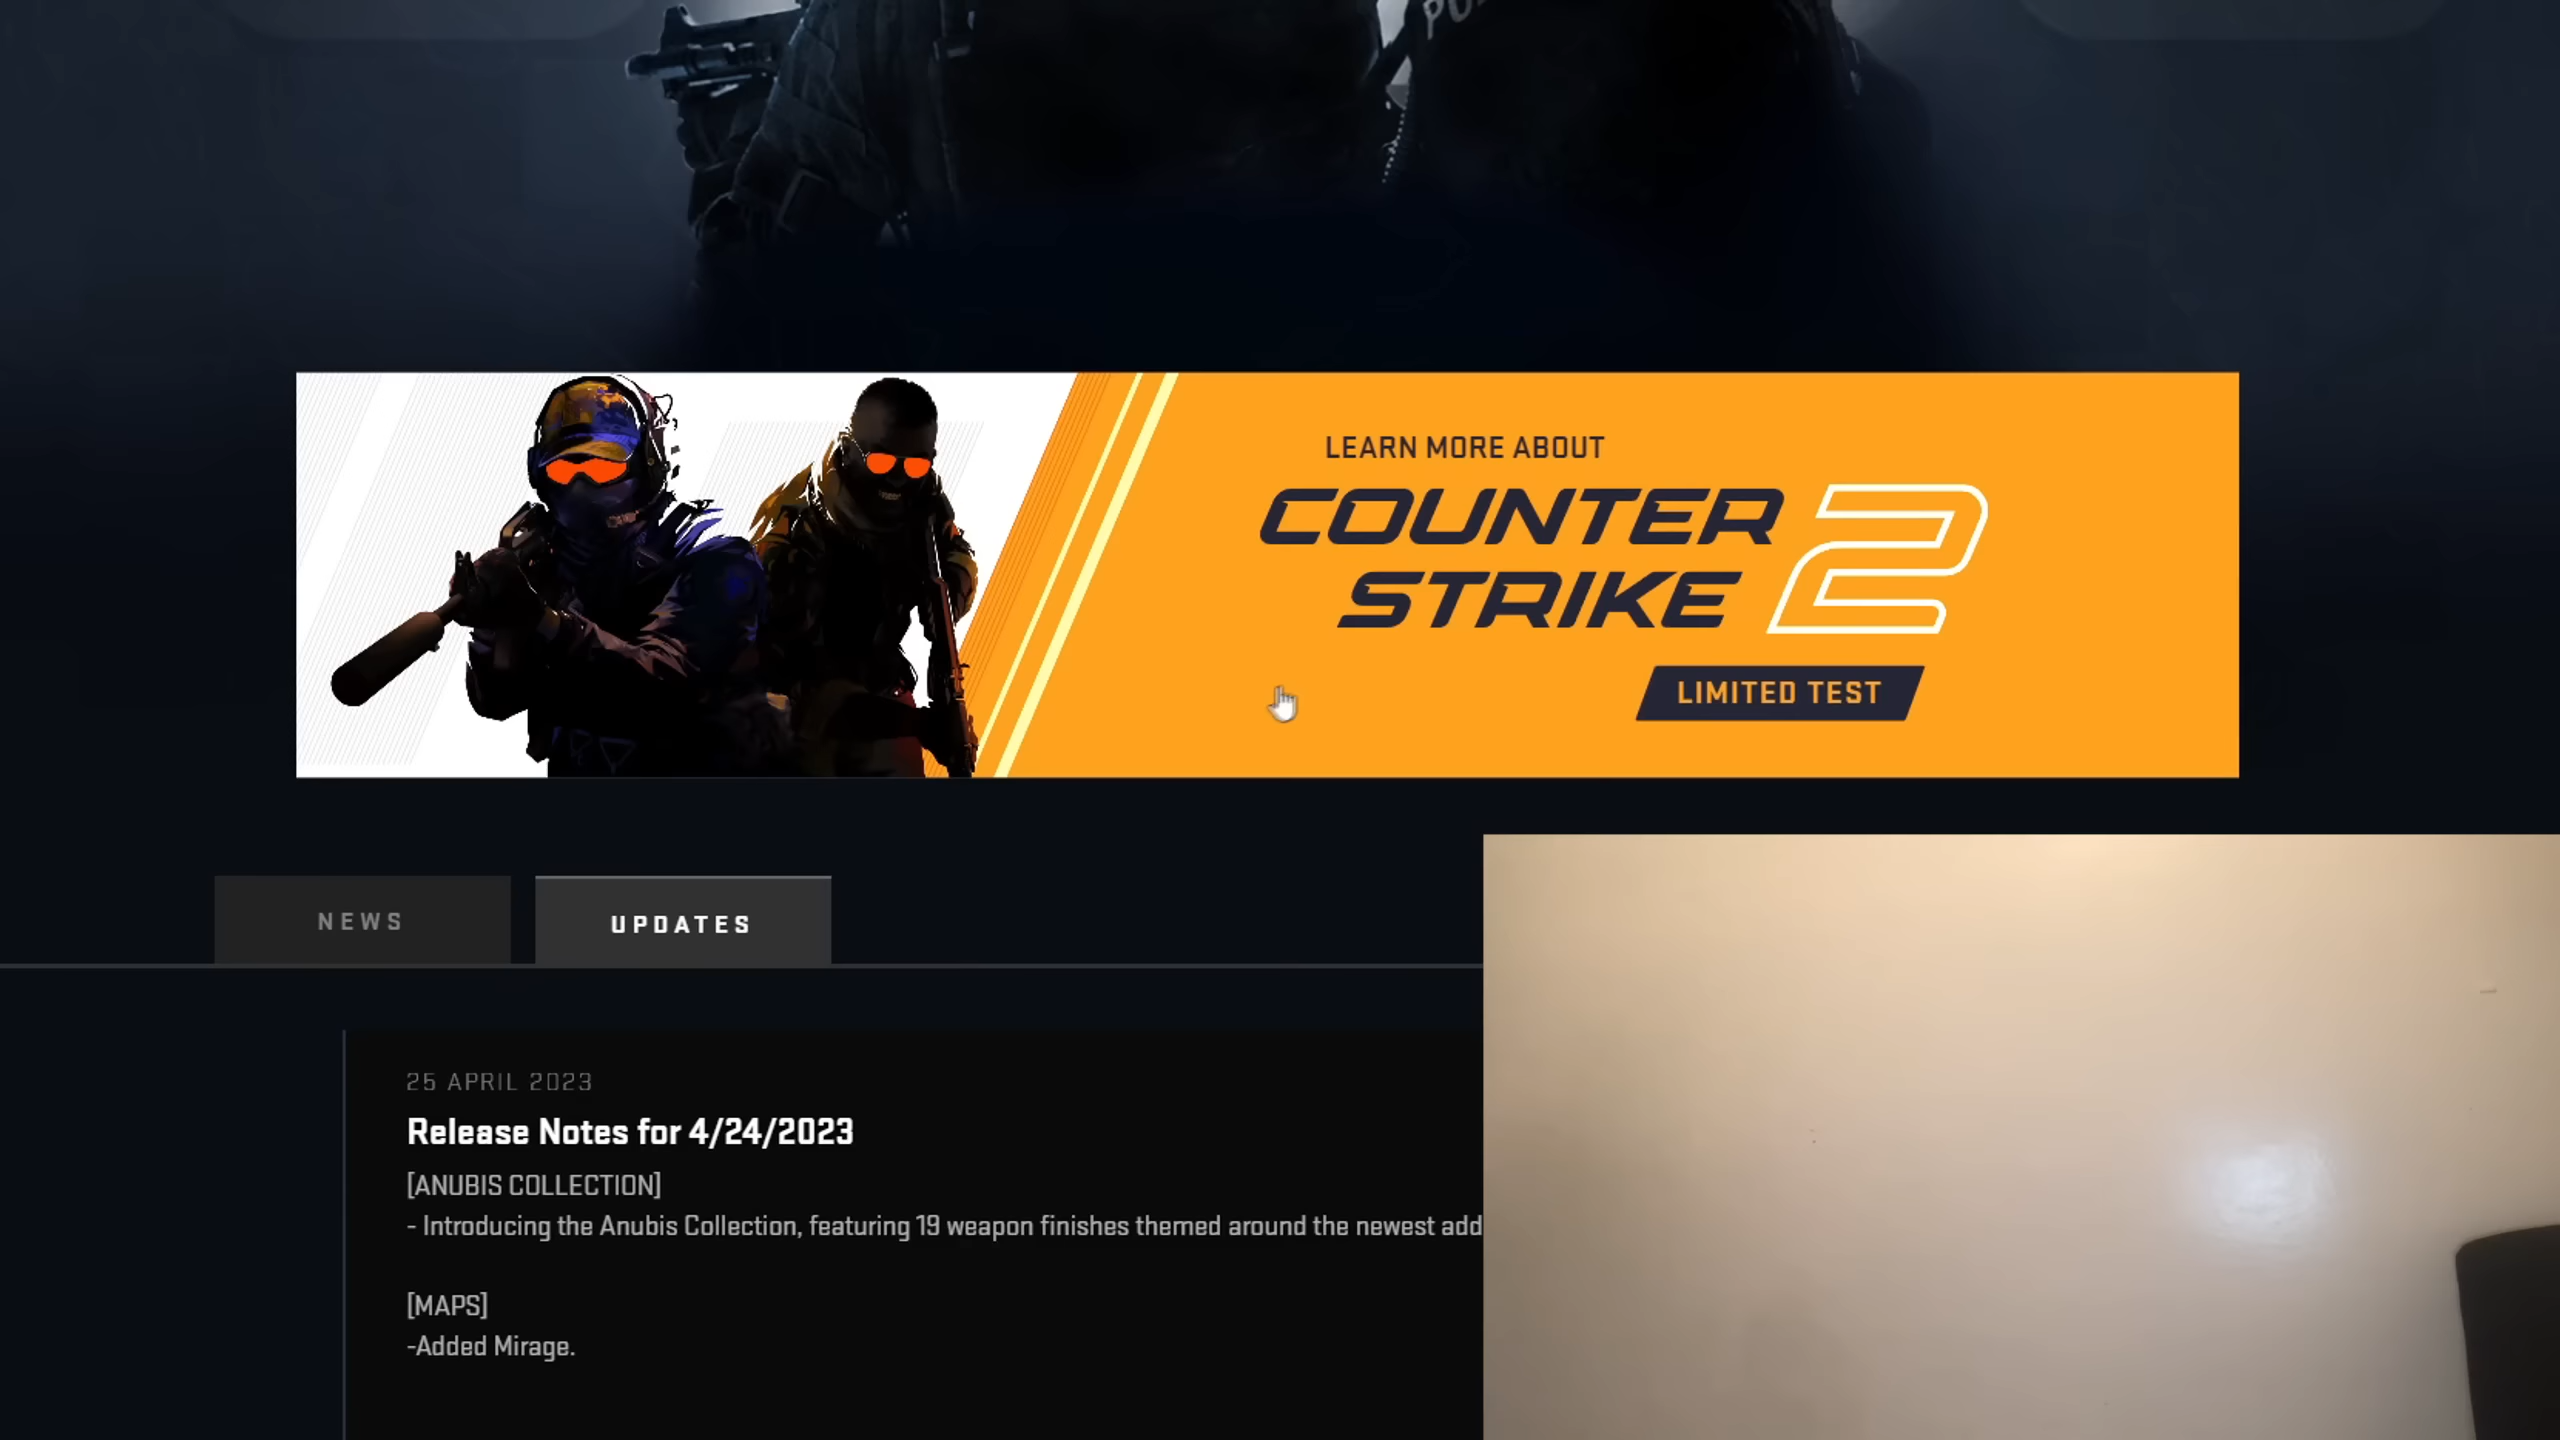 LEARN MORE ABOUT
COUNTER
STRIKE 2
LIMITED TEST
NEWS
UPDATES
25 APRIL 2023
Release Notes for 4/24/2023
[ANUBIS COLLECTION]
- Introducing the Anubis Collection, featuring 19 weapon finishes themed around the newest add
[MAPS]
-Added Mirage.